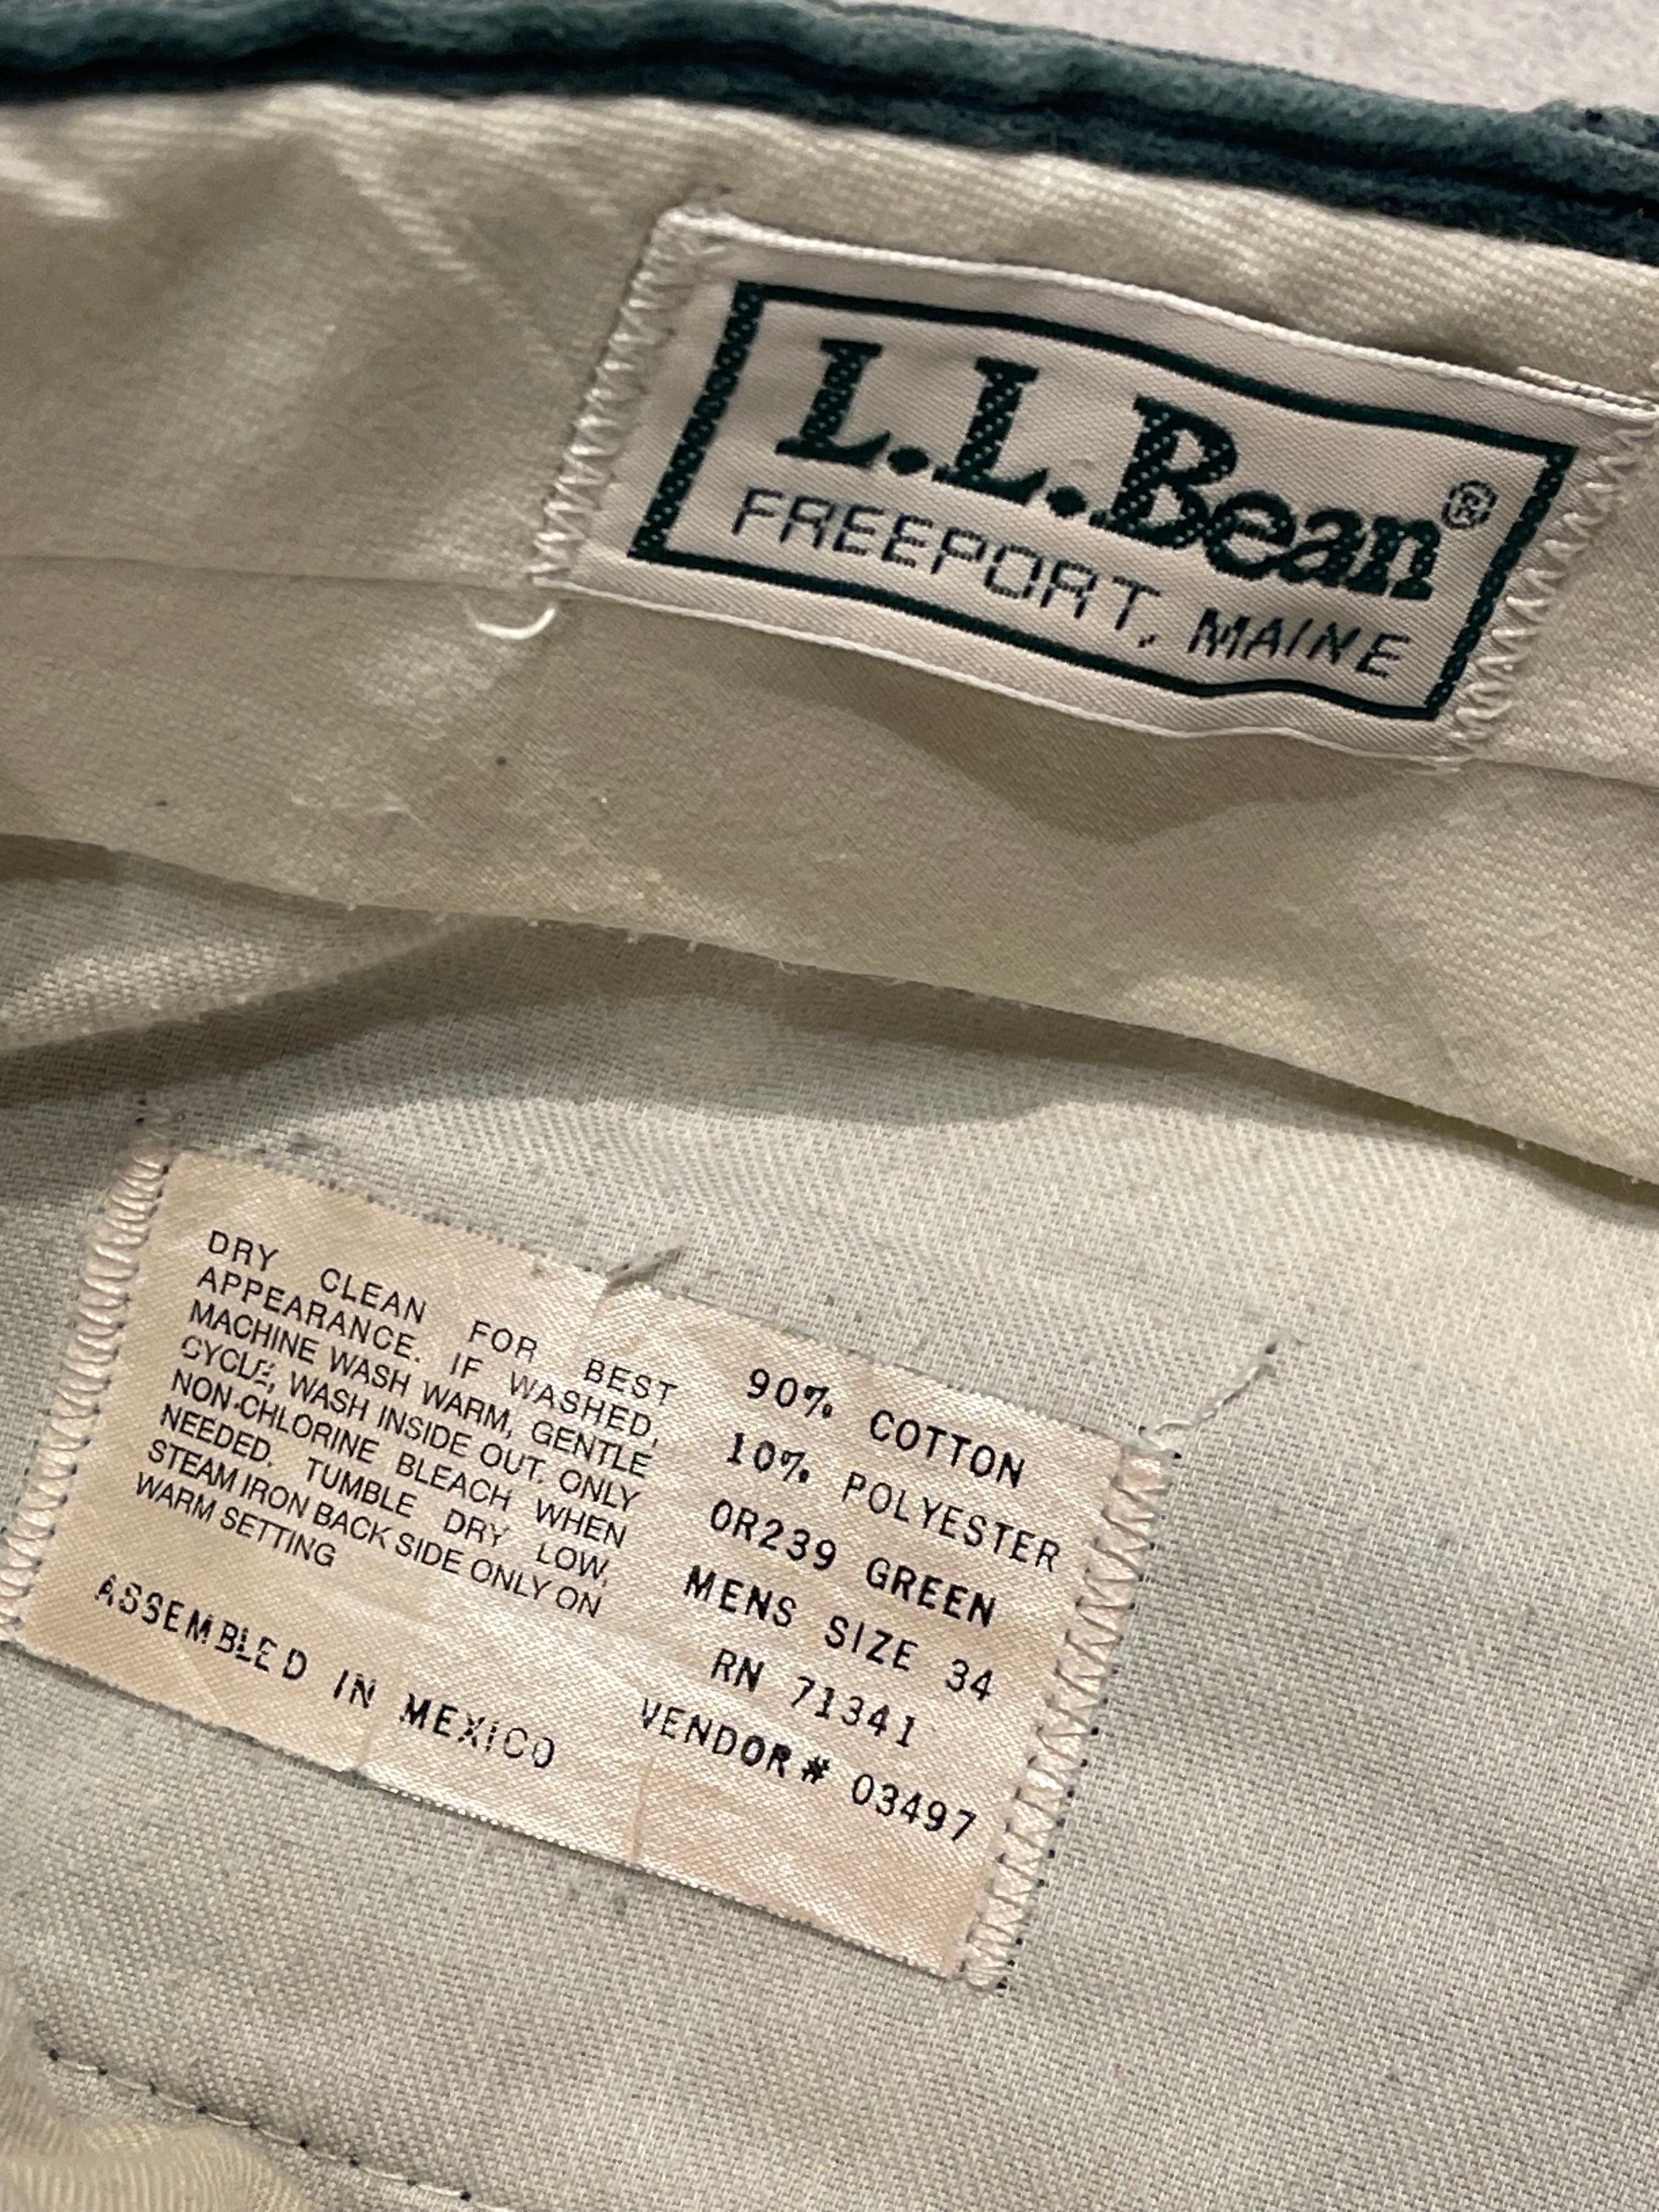 L.L.Bean®
FREEPORT, MAINE
DRY CLEAN FOR BEST
APPEARANCE. IF WASHED,
MACHINE WASH WARM, GENTLE
CYCLE, WASH INSIDE OUT. ONLY
NON-CHLORINE BLEACH WHEN
NEEDED. TUMBLE DRY LOW,
STEAM IRON BACK SIDE ONLY ON
WARM SETTING
ASSEMBLED IN MEXICO
90% COTTON
10% POLYESTER
0R239 GREEN
MENS SIZE 34
RN 71341
VENDOR# 03497